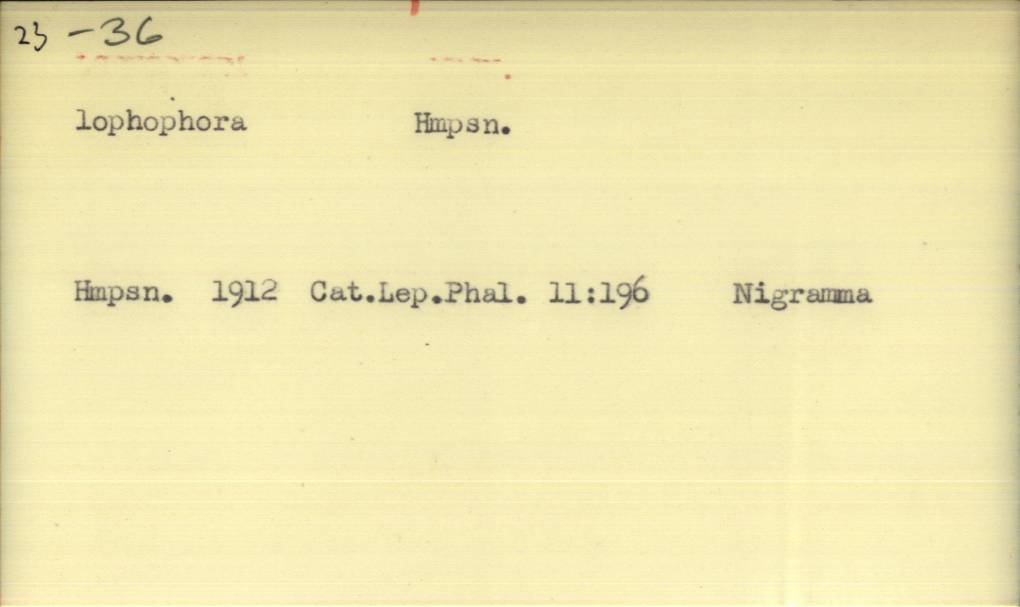 23 -36
lophophora Hmpsn.
Hmpsn. 1912 Cat.Lep.Phal. 11:196 Nigramma